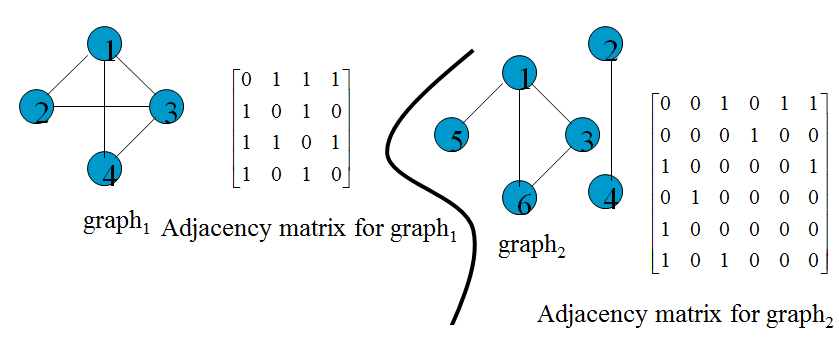 1
2
3
4
graph1
0 1 1 1
1 0 1 0
1 1 0 1
1 0 1 0
Adjacency matrix for graph1
2
1
5
3
6
4
graph2
0 0 1 0 1 1
0 0 0 1 0 0
1 0 0 0 0 1
0 1 0 0 0 0
1 0 0 0 0 0
1 0 1 0 0 0
Adjacency matrix for graph2